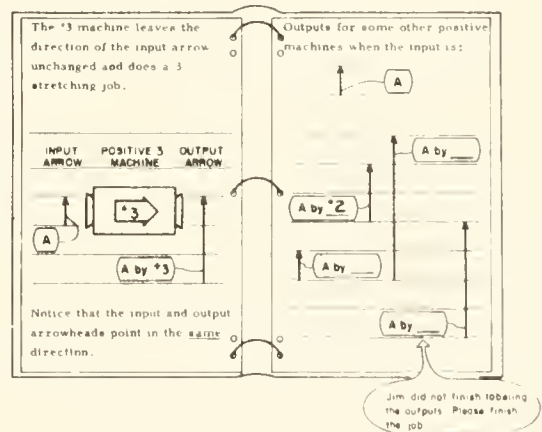 The ⁺3 machine leaves the
direction of the input arrow
unchanged and does a 3
stretching job.
INPUT ARROW
POSITIVE 3 MACHINE
OUTPUT ARROW
⁺3
A
A by ⁺3
Notice that the input and output
arrowheads point in the same
direction.
Outputs for some other positive
machines when the input is:
A
A by ___
A by ⁺2
A by ___
A by ___
Jim did not finish labeling
the outputs. Please finish
the job